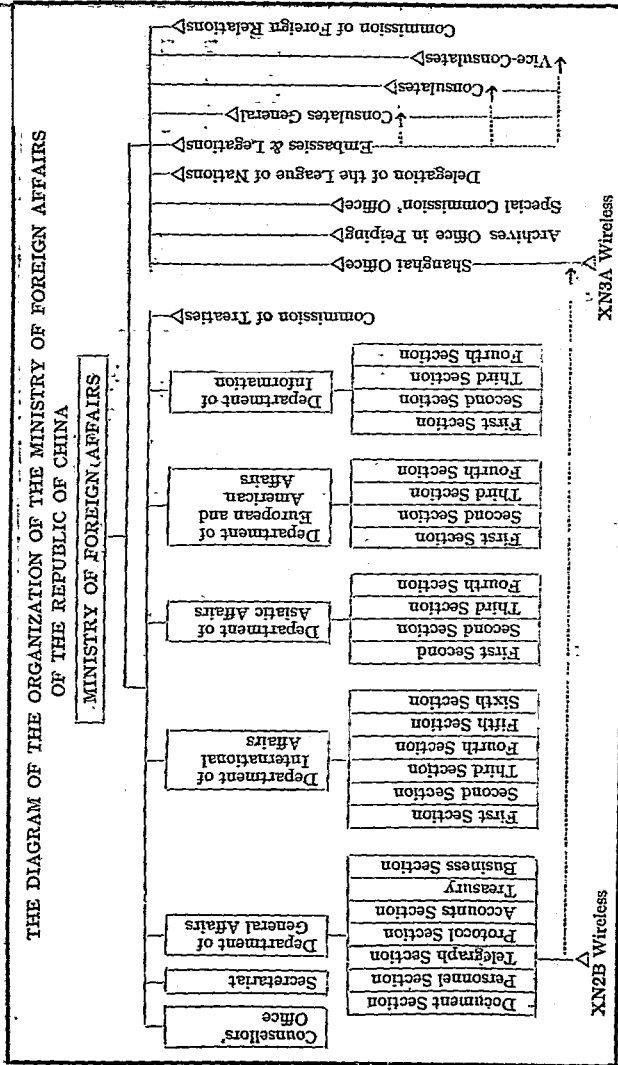 THE DIAGRAM OF THE ORGANIZATION OF THE MINISTRY OF FOREIGN AFFAIRS
OF THE REPUBLIC OF CHINA
MINISTRY OF FOREIGN AFFAIRS
Counsellors'
Office
Secretariat
Department of
General Affairs
Document Section
Personnel Section
Telegraph Section
Protocol Section
Accounts Section
Treasury
Business Section
Department of
International
Affairs
First Section
Second Section
Third Section
Fourth Section
Fifth Section
Sixth Section
Department of
Asiatic Affairs
First Second
Second Section
Third Section
Fourth Section
Department of
European and
American
Affairs
First Section
Second Section
Third Section
Fourth Section
Department of
Information
First Section
Second Section
Third Section
Fourth Section
Commission of Treaties
Shanghai Office
Archives Office in Peiping
Special Commission' Office
Delegation of the League of Nations
Embassies & Legations
Consulates General
Consulates
Vice-Consulates
Commission of Foreign Relations
XN2B Wireless
XN3A Wireless